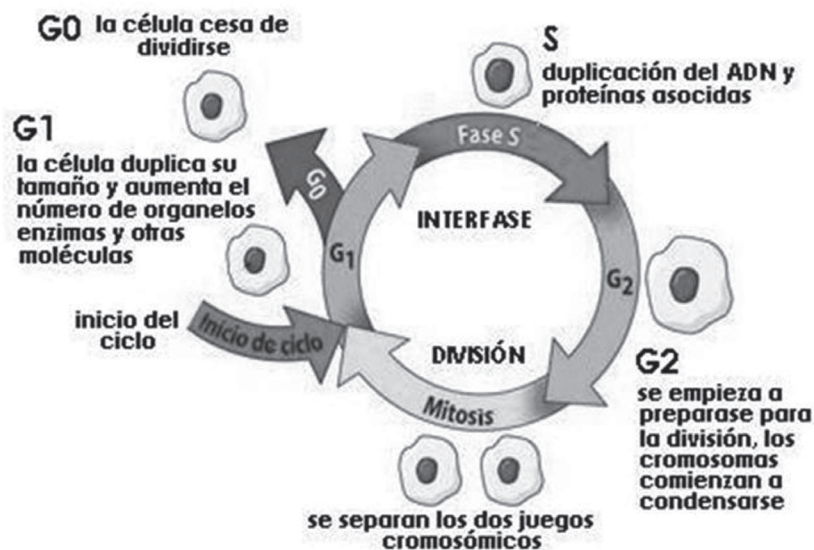 G0 la célula cesa de
dividirse
S
duplicación del ADN y
proteínas asocidas
G1
la célula duplica su
tamaño y aumenta el
número de organelos
enzimas y otras
moléculas
Fase S
G0
INTERFASE
G1
G2
inicio del
ciclo
Inicio de ciclo
DIVISIÓN
Mitosis
G2
se empieza a
preparase para
la división, los
cromosomas
comienzan a
condensarse
se separan los dos juegos
cromosómicos